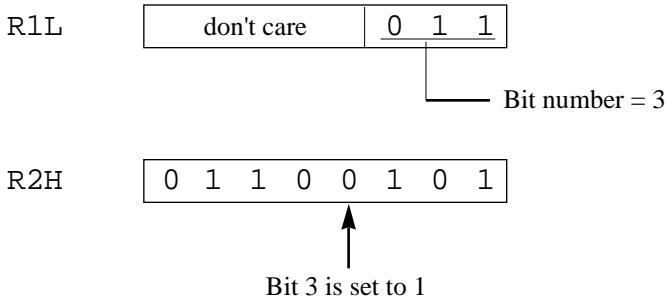 R1L don't care 0 1 1
Bit number = 3
R2H 0 1 1 0 0 1 0 1
Bit 3 is set to 1